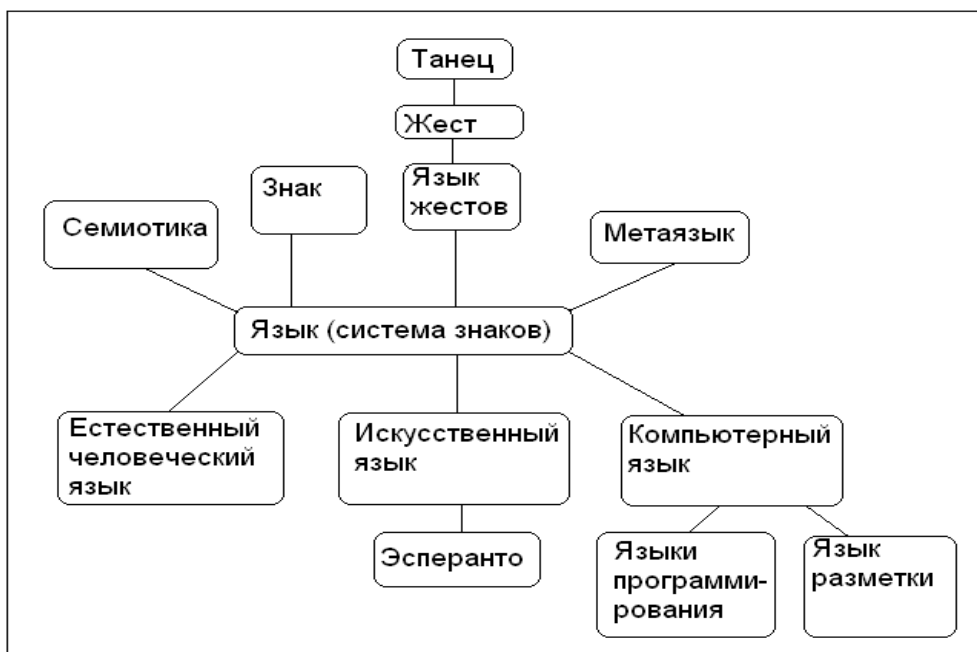 Танец
Жест
Язык
жестов
Знак
Семиотика
Метаязык
Язык (система знаков)
Естественный
человеческий
язык
Искусственный
язык
Компьютерный
язык
Эсперанто
Языки
программи-
рования
Язык
разметки